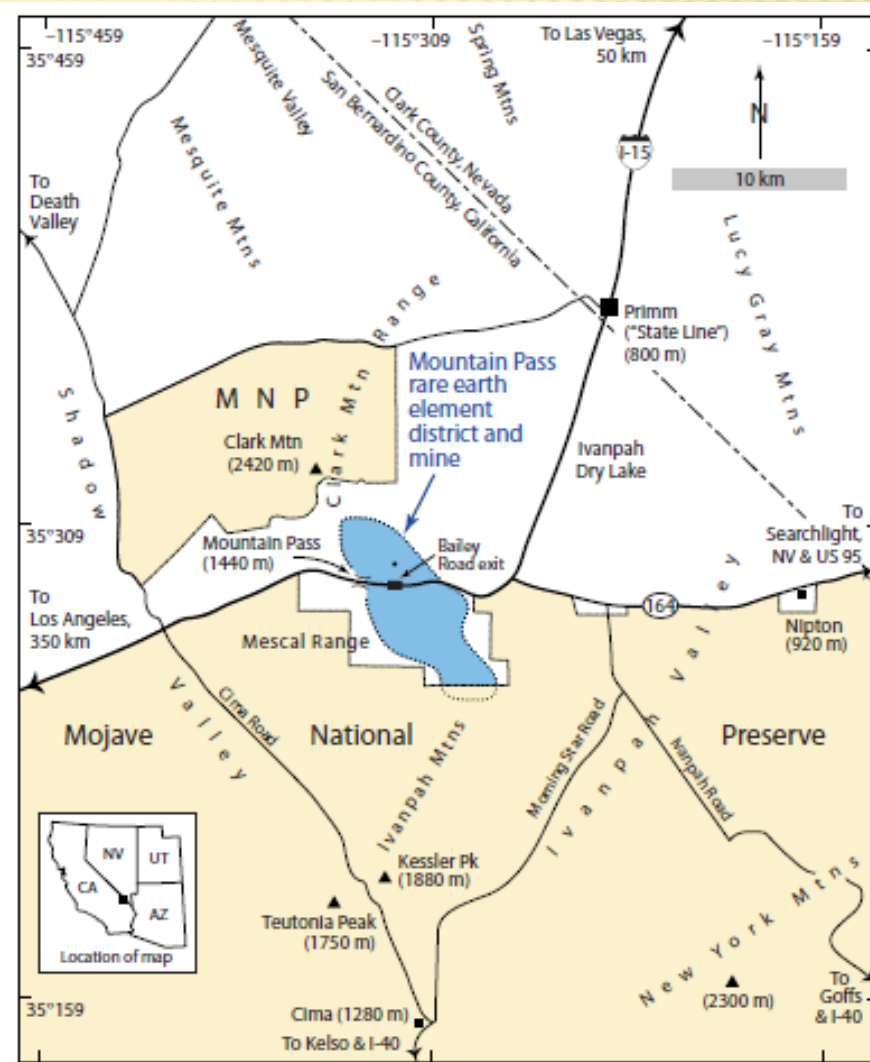 –115°459
–115°309
–115°159
35°459
To Las Vegas,
50 km
Mesquite Valley
Spring Mtns
Clark County, Nevada
San Bernardino County, California
N
I-15
10 km
Mesquite Mtns
To
Death
Valley
Lucy Gray Mtns
Primm
("State Line")
(800 m)
Clark Mtn Range
Mountain Pass
rare earth
element
district and
mine
MNP
Clark Mtn
(2420 m)
Ivanpah
Dry Lake
Shadow Valley
35°309
Mountain Pass
(1440 m)
Bailey
Road exit
To
Searchlight,
NV & US 95
To
Los Angeles,
350 km
164
Nipton
(920 m)
Mescal Range
Mojave National Preserve
Cima Road
Ivanpah Mtns
Morning Star Road
Ivanpah Valley
Ivanpah Road
NV
UT
CA
AZ
Location of map
Kessler Pk
(1880 m)
Teutonia Peak
(1750 m)
New York Mtns
(2300 m)
35°159
Cima (1280 m)
To Kelso & I-40
To
Goffs
& I-40